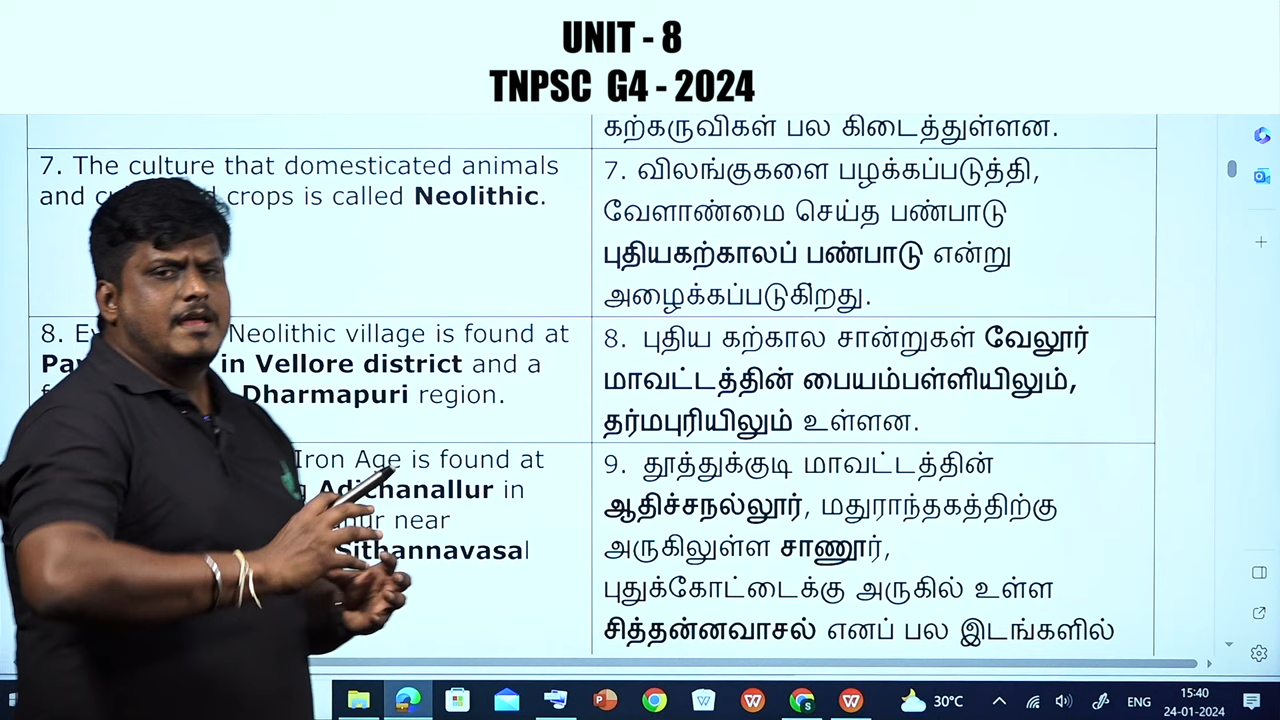 UNIT - 8
TNPSC G4 - 2024
கற்கருவிகள் பல கிடைத்துள்ளன.
7. The culture that domesticated animals
and crops is called Neolithic.
7. விலங்குகளை பழக்கப்படுத்தி,
வேளாண்மை செய்த பண்பாடு
புதியகற்காலப் பண்பாடு என்று
அழைக்கப்படுகிறது.
8. Neolithic village is found at
in Vellore district and a
Dharmapuri region.
8. புதிய கற்கால சான்றுகள் வேலூர்
மாவட்டத்தின் பையம்பள்ளியிலும்,
தர்மபுரியிலும் உள்ளன.
Iron Age is found at
Adichanallur in
near
Sithannavasal
9. தூத்துக்குடி மாவட்டத்தின்
ஆதிச்சநல்லூர், மதுராந்தகத்திற்கு
அருகிலுள்ள சாணூர்,
புதுக்கோட்டைக்கு அருகில் உள்ள
சித்தன்னவாசல் எனப் பல இடங்களில்
30°C
ENG
15:40
24-01-2024